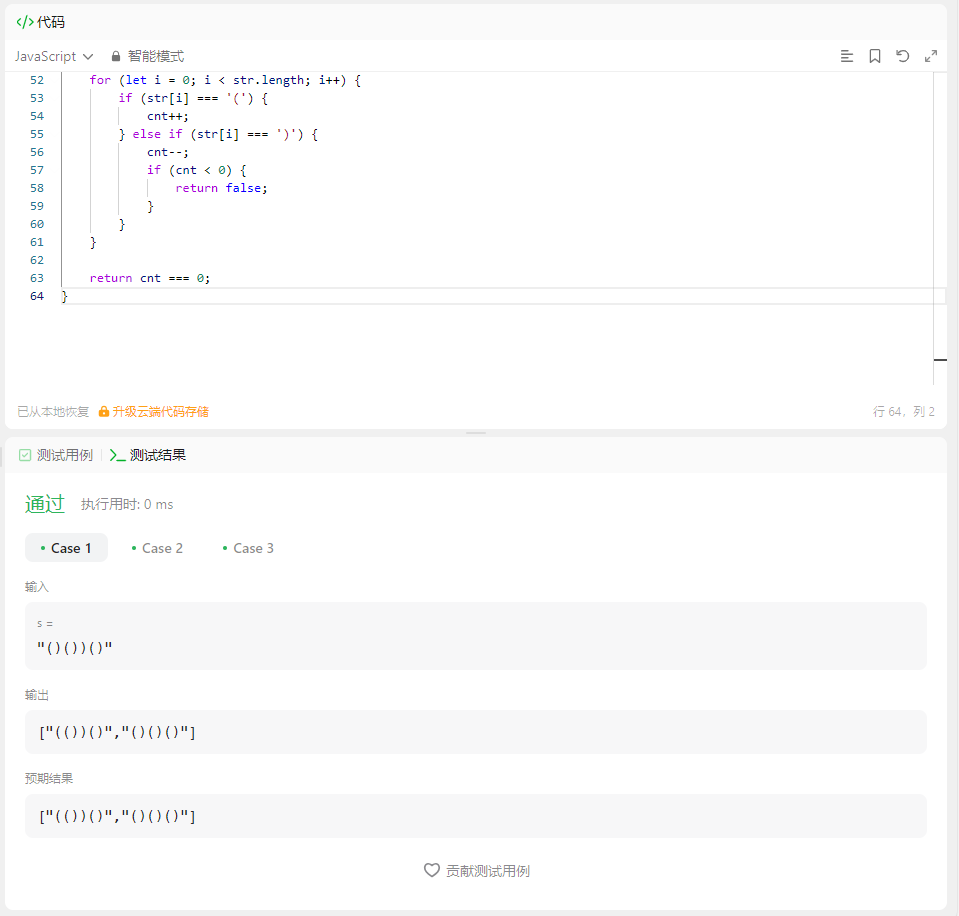 </> 代码
JavaScript 智能模式
52 for (let i = 0; i < str.length; i++) {
53 if (str[i] === '(') {
54 cnt++;
55 } else if (str[i] === ')') {
56 cnt--;
57 if (cnt < 0) {
58 return false;
59 }
60 }
61 }
62
63 return cnt === 0;
64 }
已从本地恢复 升级云端代码存储 行 64, 列 2
测试用例 >_ 测试结果
通过 执行用时: 0 ms
• Case 1 • Case 2 • Case 3
输入
s =
"()())()"
输出
["(())()","()()()"]
预期结果
["(())()","()()()"]
贡献测试用例